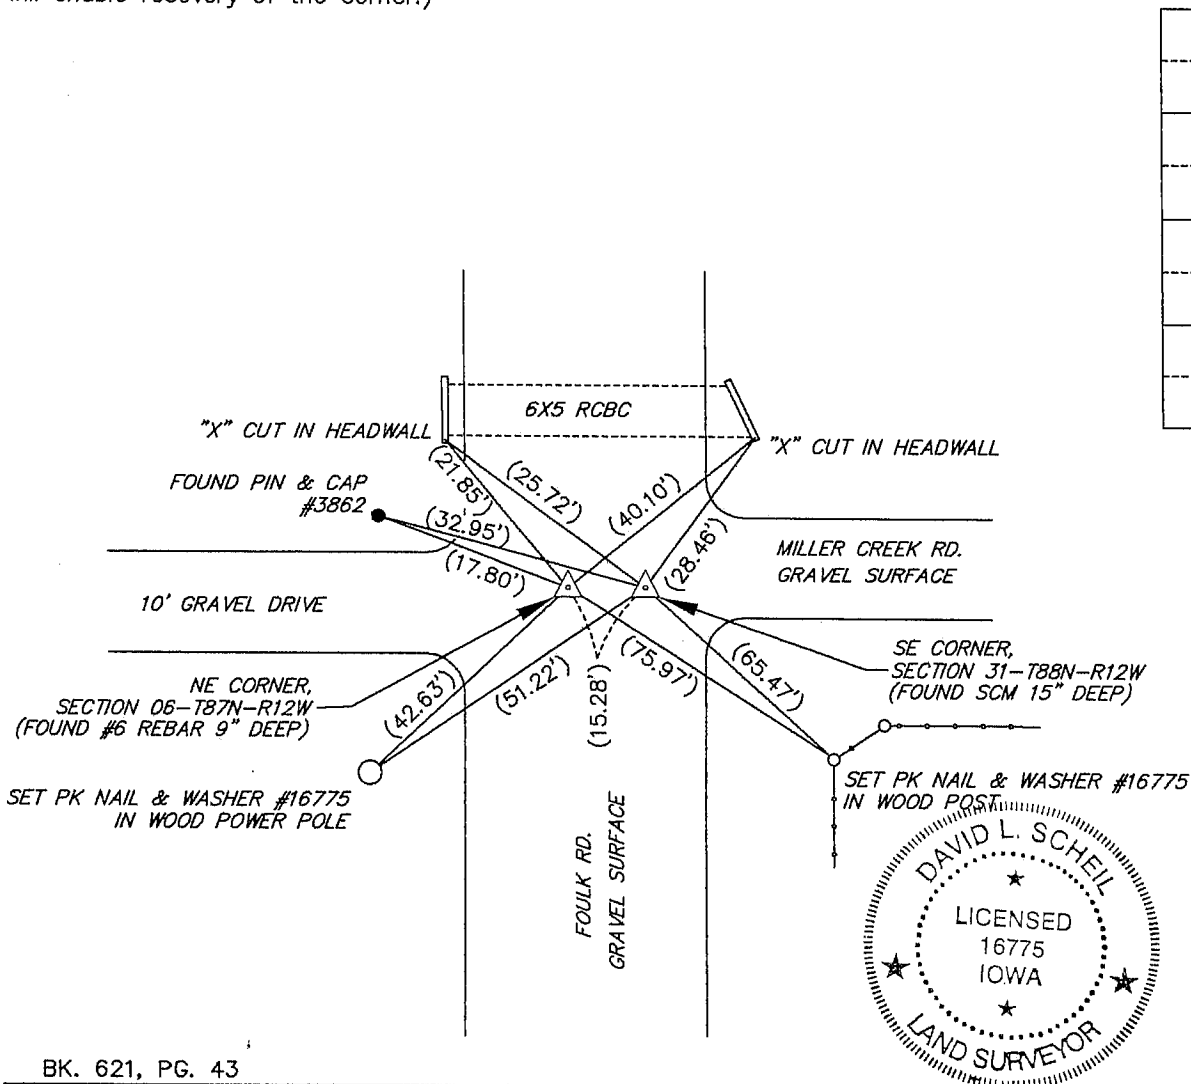 enable recovery of the corner.)
6X5 RCBC
"X" CUT IN HEADWALL
"X" CUT IN HEADWALL
FOUND PIN & CAP
#3862
(21.85')
(25.72')
(40.10')
(28.46')
(32.95')
(17.80')
MILLER CREEK RD.
GRAVEL SURFACE
10' GRAVEL DRIVE
NE CORNER,
SECTION 06-T87N-R12W
(FOUND #6 REBAR 9" DEEP)
(42.63')
(51.22')
(15.28')
(75.97')
(65.47')
SE CORNER,
SECTION 31-T88N-R12W
(FOUND SCM 15" DEEP)
SET PK NAIL & WASHER #16775
IN WOOD POWER POLE
SET PK NAIL & WASHER #16775
IN WOOD POST
FOULK RD.
GRAVEL SURFACE
DAVID L. SCHEIL
LICENSED
16775
IOWA
LAND SURVEYOR
BK. 621, PG. 43